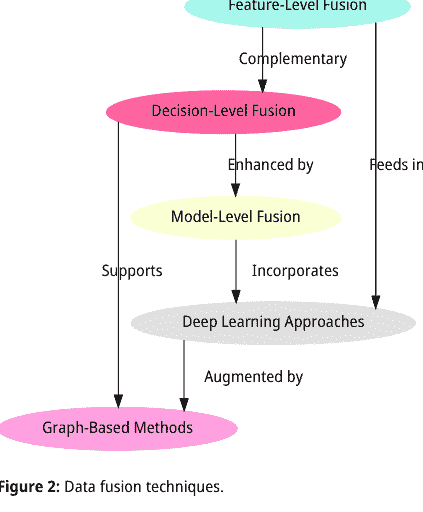 Feature-Level Fusion
Complementary
Decision-Level Fusion
Enhanced by
Feeds in
Model-Level Fusion
Supports
Incorporates
Deep Learning Approaches
Augmented by
Graph-Based Methods
Figure 2: Data fusion techniques.